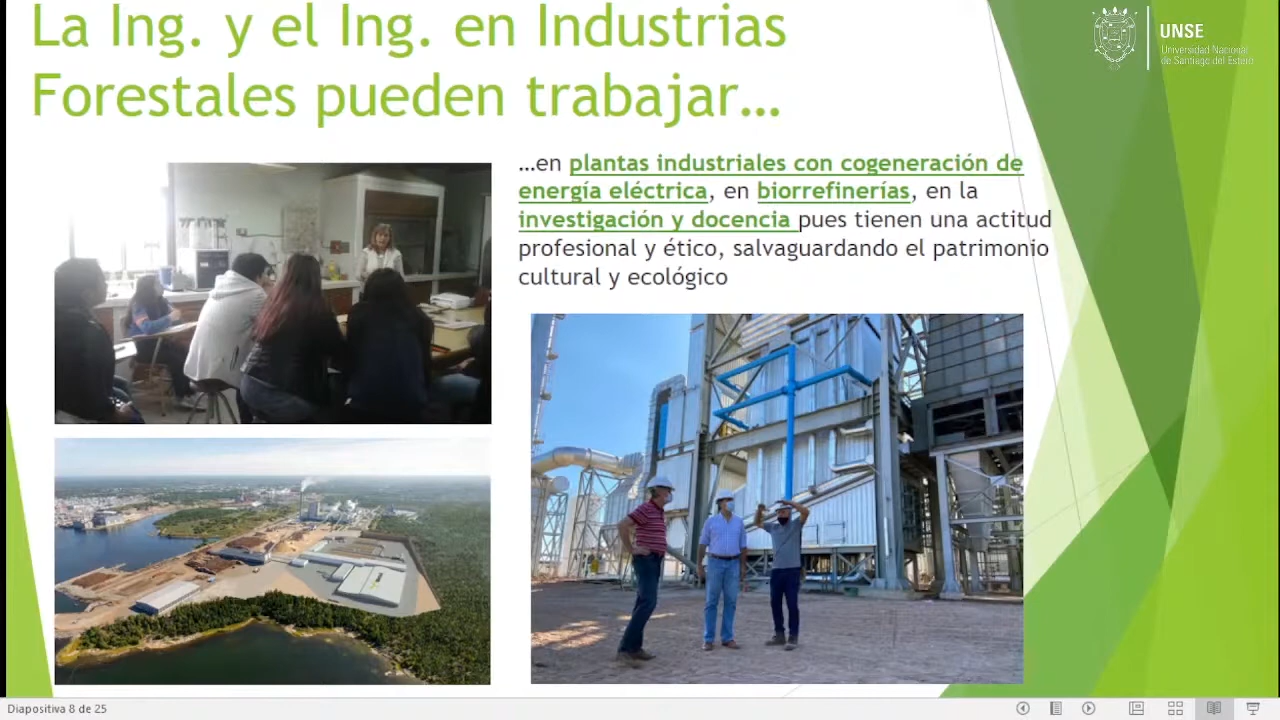 La Ing. y el Ing. en Industrias
Forestales pueden trabajar...
UNSE
Universidad Nacional
de Santiago del Estero
...en plantas industriales con cogeneración de
energía eléctrica, en biorrefinerías, en la
investigación y docencia pues tienen una actitud
profesional y ético, salvaguardando el patrimonio
cultural y ecológico
Diapositiva 8 de 25